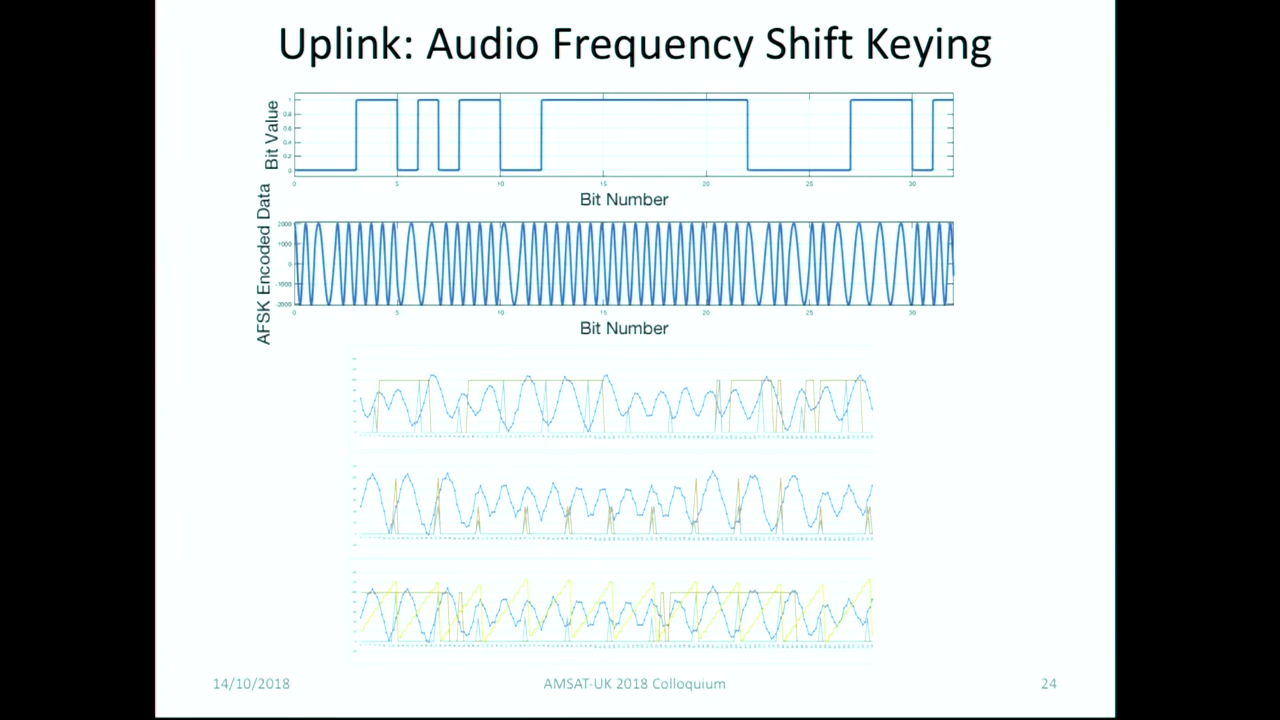 Uplink: Audio Frequency Shift Keying
Bit Value
1
0.8
0.6
0.4
0.2
0
0 5 10 15 20 25 30
Bit Number
AFSK Encoded Data
2000
1000
0
-1000
-2000
0 5 10 15 20 25 30
Bit Number
14/10/2018 AMSAT-UK 2018 Colloquium 24